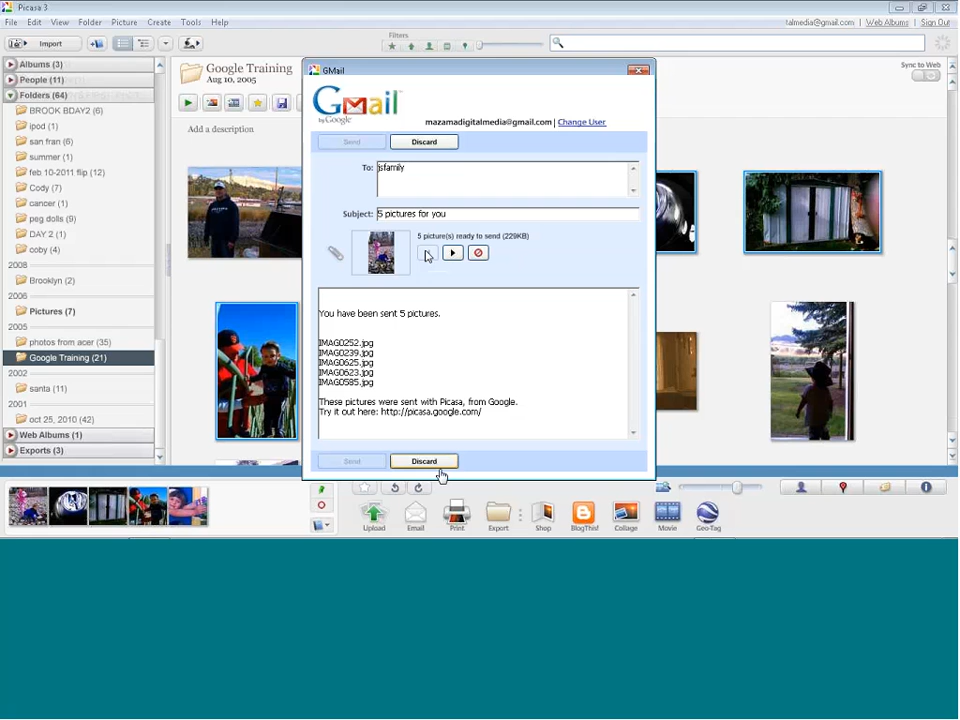 Picasa 3
File Edit View Folder Picture Create Tools Help
talmedia@gmail.com | Web Albums | Sign Out
Import
Filters
Albums (3)
People (11)
Folders (64)
BROOK BDAY2 (6)
ipod (1)
san fran (6)
summer (1)
feb 10-2011 flip (12)
Cody (7)
cancer (1)
peg dolls (9)
DAY 2 (1)
coby (4)
2008
Brooklyn (2)
2006
Pictures (7)
2005
photos from acer (35)
Google Training (21)
2002
santa (11)
2001
oct 25, 2010 (42)
Web Albums (1)
Exports (3)
Google Training
Aug 10, 2005
Sync to Web
Add a description
GMail
Gmail
by Google
mazamadigitalmedia@gmail.com | Change User
Send Discard
To: jsfamily
Subject: 5 pictures for you
5 picture(s) ready to send (229KB)
You have been sent 5 pictures.
IMAG0252.jpg
IMAG0239.jpg
IMAG0625.jpg
IMAG0623.jpg
IMAG0585.jpg
These pictures were sent with Picasa, from Google.
Try it out here: http://picasa.google.com/
Send Discard
Upload Email Print Export Shop BlogThis! Collage Movie Geo-Tag